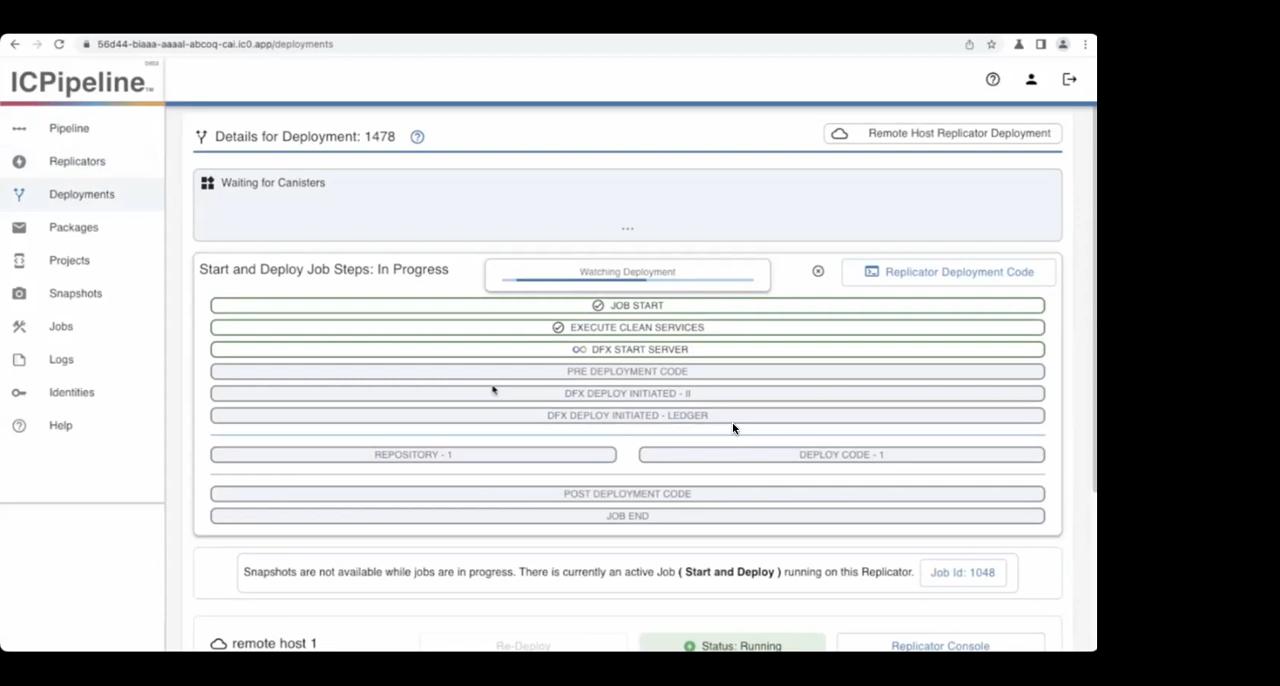 56d44-biaaa-aaaal-abcoq-cai.ic0.app/deployments
BETA
ICPipeline™
Pipeline
Replicators
Deployments
Packages
Projects
Snapshots
Jobs
Logs
Identities
Help
Details for Deployment: 1478
Remote Host Replicator Deployment
Waiting for Canisters
...
Start and Deploy Job Steps: In Progress
Watching Deployment
Replicator Deployment Code
JOB START
EXECUTE CLEAN SERVICES
DFX START SERVER
PRE DEPLOYMENT CODE
DFX DEPLOY INITIATED - II
DFX DEPLOY INITIATED - LEDGER
REPOSITORY - 1
DEPLOY CODE - 1
POST DEPLOYMENT CODE
JOB END
Snapshots are not available while jobs are in progress. There is currently an active Job ( Start and Deploy ) running on this Replicator.
Job Id: 1048
remote host 1
Re-Deploy
Status: Running
Replicator Console